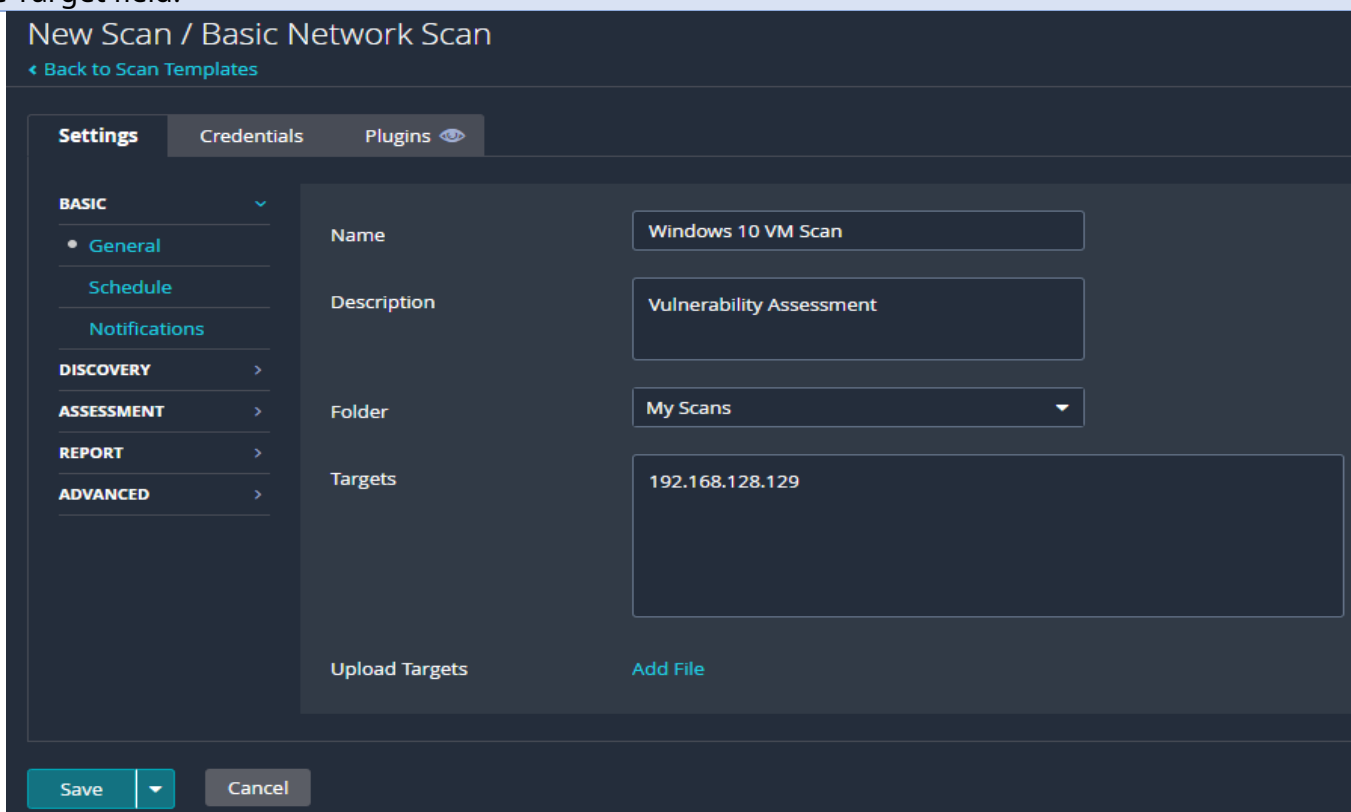 Target field.
New Scan / Basic Network Scan
Back to Scan Templates
Settings Credentials Plugins
BASIC
General
Schedule
Notifications
DISCOVERY
ASSESSMENT
REPORT
ADVANCED
Name Windows 10 VM Scan
Description Vulnerability Assessment
Folder My Scans
Targets 192.168.128.129
Upload Targets Add File
Save Cancel